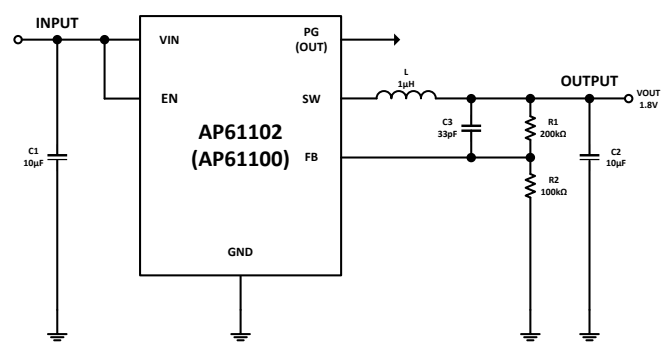 INPUT
VIN
PG
(OUT)
EN
SW
L
1µH
OUTPUT
VOUT
1.8V
C1
10µF
AP61102
(AP61100)
FB
C3
33pF
R1
200kΩ
R2
100kΩ
C2
10µF
GND